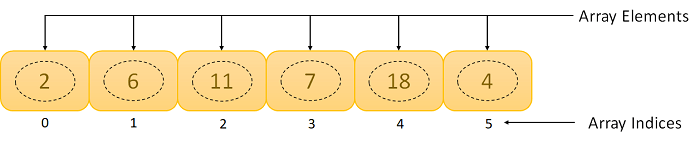 Array Elements
2 6 11 7 18 4
0 1 2 3 4 5 Array Indices